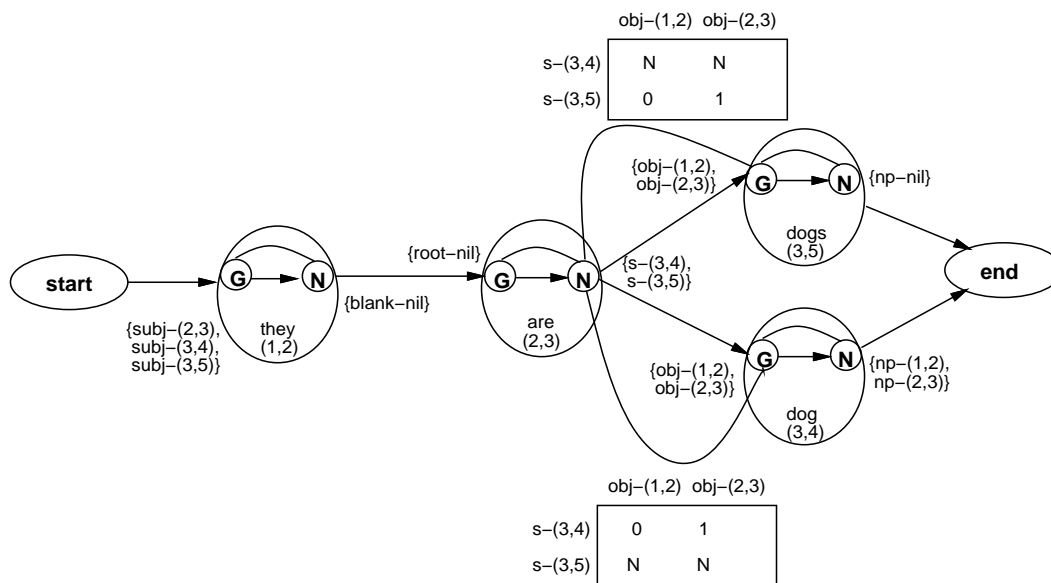 obj−(1,2) obj−(2,3)
s−(3,4) N N
s−(3,5) 0 1
{obj−(1,2),
obj−(2,3)}
G N
{np−nil}
dogs
(3,5)
{root−nil}
{s−(3,4),
s−(3,5)}
start
G N
G N
end
{blank−nil}
{subj−(2,3),
subj−(3,4),
subj−(3,5)}
they
(1,2)
are
(2,3)
G N
{obj−(1,2),
obj−(2,3)}
{np−(1,2),
np−(2,3)}
dog
(3,4)
obj−(1,2) obj−(2,3)
s−(3,4) 0 1
s−(3,5) N N